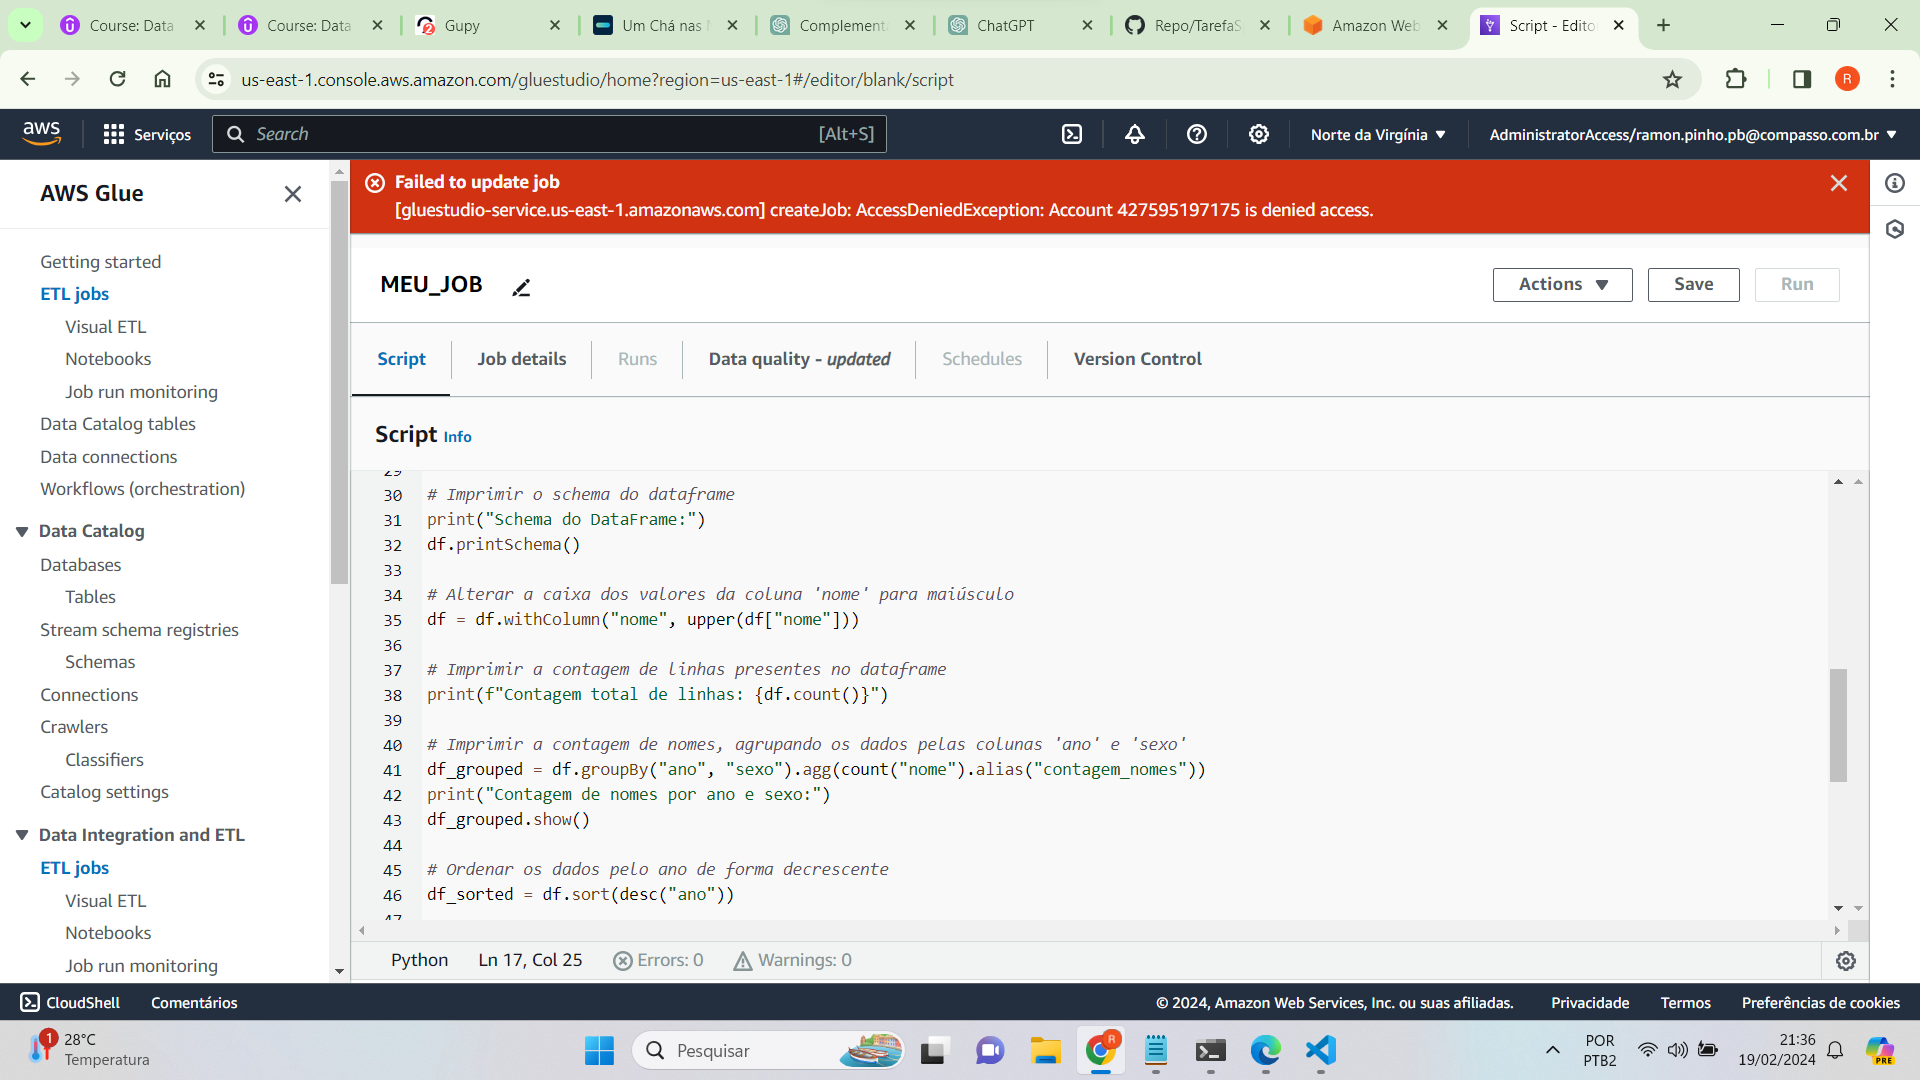 Course: Data
Course: Data
2
Gupy
Um Chá nas
Complement
ChatGPT
Repo/TarefaS
Amazon Web
Script - Edito
us-east-1.console.aws.amazon.com/gluestudio/home?region=us-east-1#/editor/blank/script
R
aws
Serviços
Search
[Alt+S]
Norte da Virgínia
AdministratorAccess/ramon.pinho.pb@compasso.com.br
AWS Glue
Getting started
ETL jobs
Visual ETL
Notebooks
Job run monitoring
Data Catalog tables
Data connections
Workflows (orchestration)
Data Catalog
Databases
Tables
Stream schema registries
Schemas
Connections
Crawlers
Classifiers
Catalog settings
Data Integration and ETL
ETL jobs
Visual ETL
Notebooks
Job run monitoring
Failed to update job
[gluestudio-service.us-east-1.amazonaws.com] createJob: AccessDeniedException: Account 427595197175 is denied access.
MEU_JOB
Actions
Save
Run
Script
Job details
Runs
Data quality - updated
Schedules
Version Control
Script Info
29
30 # Imprimir o schema do dataframe
31 print("Schema do DataFrame:")
32 df.printSchema()
33
34 # Alterar a caixa dos valores da coluna 'nome' para maiúsculo
35 df = df.withColumn("nome", upper(df["nome"]))
36
37 # Imprimir a contagem de linhas presentes no dataframe
38 print(f"Contagem total de linhas: {df.count()}")
39
40 # Imprimir a contagem de nomes, agrupando os dados pelas colunas 'ano' e 'sexo'
41 df_grouped = df.groupBy("ano", "sexo").agg(count("nome").alias("contagem_nomes"))
42 print("Contagem de nomes por ano e sexo:")
43 df_grouped.show()
44
45 # Ordenar os dados pelo ano de forma decrescente
46 df_sorted = df.sort(desc("ano"))
47
Python
Ln 17, Col 25
Errors: 0
Warnings: 0
CloudShell
Comentários
© 2024, Amazon Web Services, Inc. ou suas afiliadas.
Privacidade
Termos
Preferências de cookies
1
28°C
Temperatura
Pesquisar
R
POR
PTB2
21:36
19/02/2024
PRE